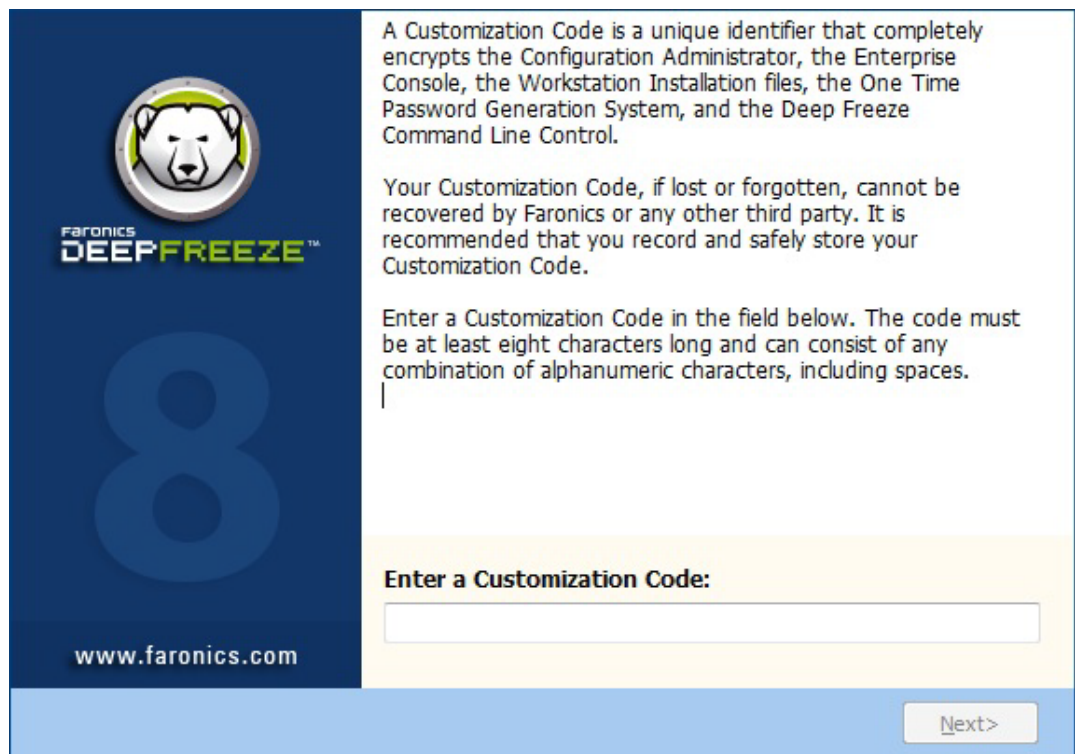 A Customization Code is a unique identifier that completely
encrypts the Configuration Administrator, the Enterprise
Console, the Workstation Installation files, the One Time
Password Generation System, and the Deep Freeze
Command Line Control.
Your Customization Code, if lost or forgotten, cannot be
recovered by Faronics or any other third party. It is
recommended that you record and safely store your
Customization Code.
Enter a Customization Code in the field below. The code must
be at least eight characters long and can consist of any
combination of alphanumeric characters, including spaces.
FARONICS
DEEPFREEZE™
8
www.faronics.com
Enter a Customization Code:
Next>